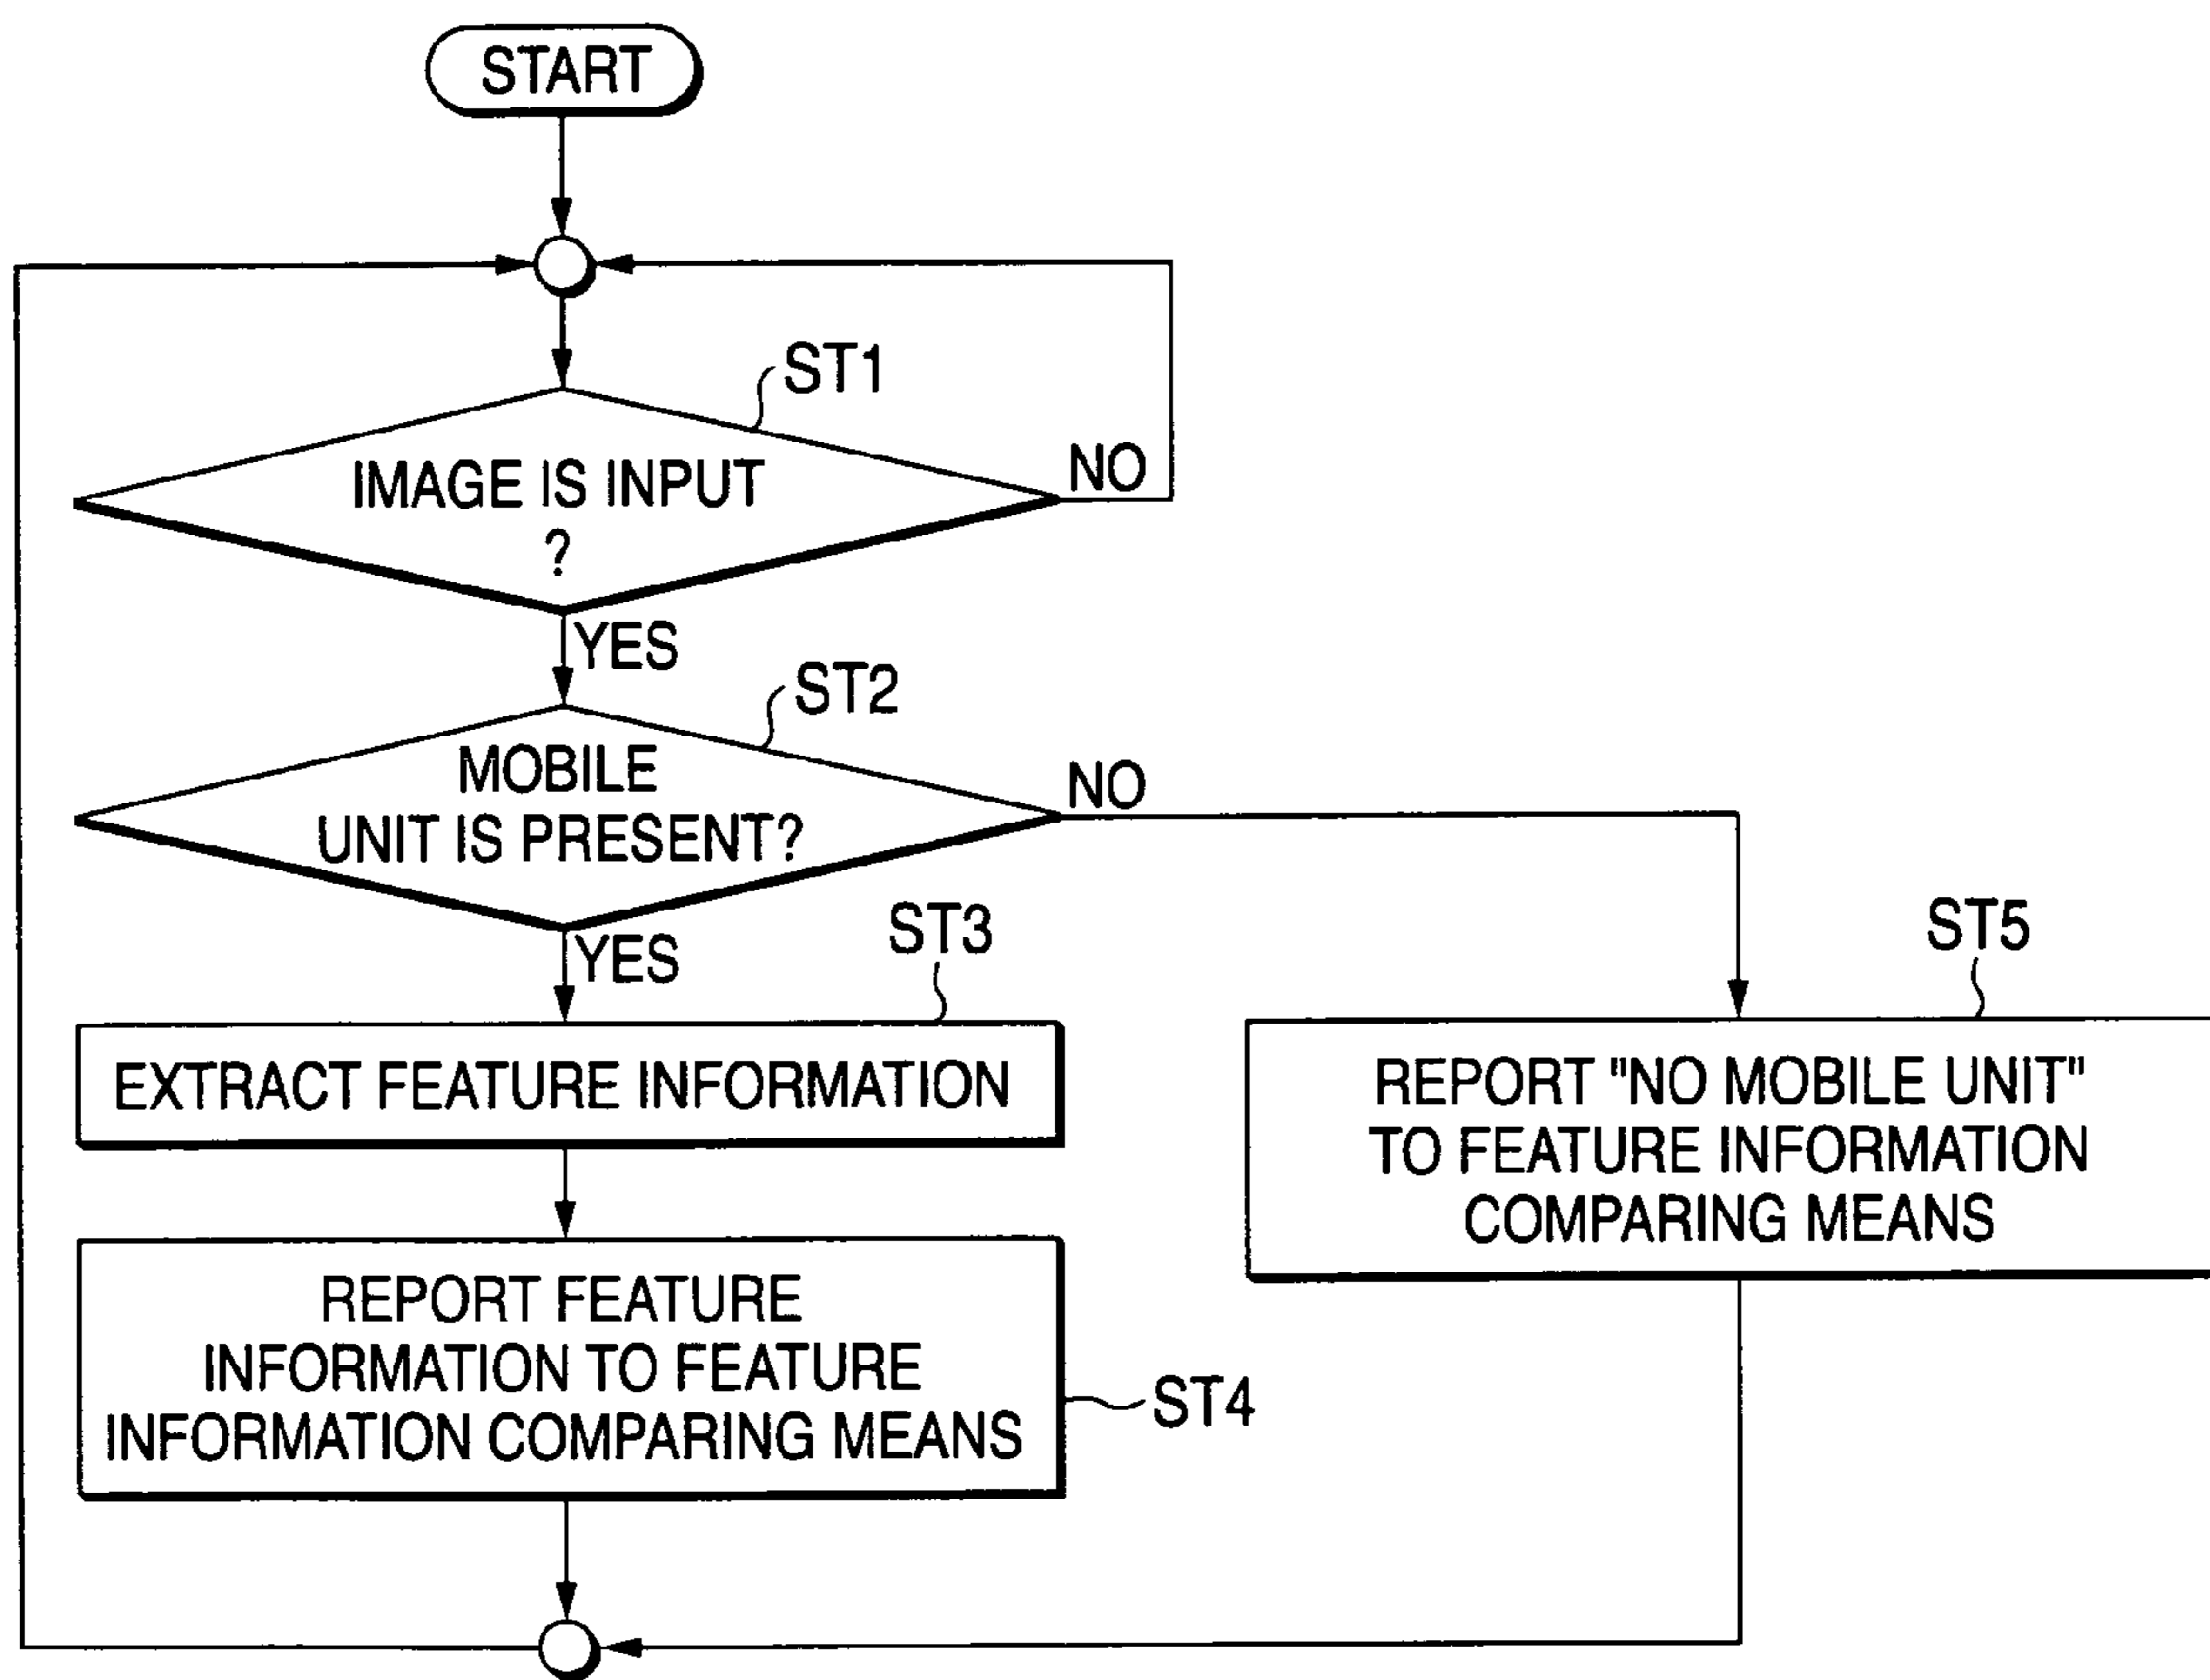 START
ST1
IMAGE IS INPUT
?
NO
YES
ST2
MOBILE
UNIT IS PRESENT?
NO
YES
ST3
EXTRACT FEATURE INFORMATION
ST5
REPORT "NO MOBILE UNIT"
TO FEATURE INFORMATION
COMPARING MEANS
REPORT FEATURE
INFORMATION TO FEATURE
INFORMATION COMPARING MEANS
ST4